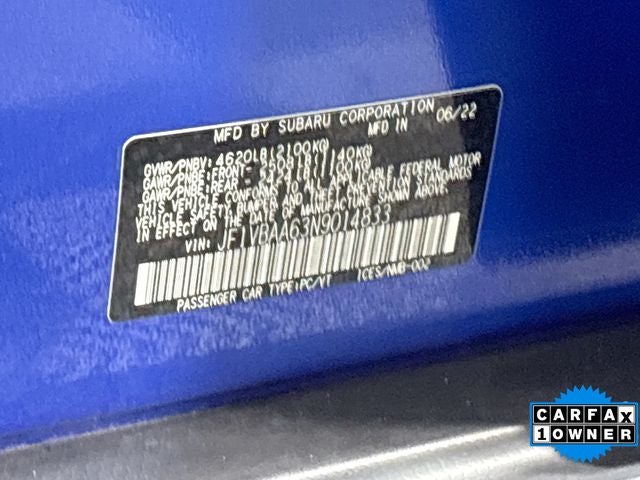 MFD BY SUBARU CORPORATION
MFD IN 06/22
GVWR/PNBV: 4620LB(2100KG)
GAWR/PNBE:FRONT
GAWR/PNBE:REAR
THIS VEHICLE CONFORMS TO ALL APPLICABLE FEDERAL MOTOR
VEHICLE SAFETY BUMPER AND THEFT PREVENTION STANDARDS
IN EFFECT ON THE DATE OF MANUFACTURE SHOWN ABOVE.
VIN: JF1VBAA63N9014833
PASSENGER CAR TYPE:PC/VT ICES/NMB-002
CARFAX
1 OWNER